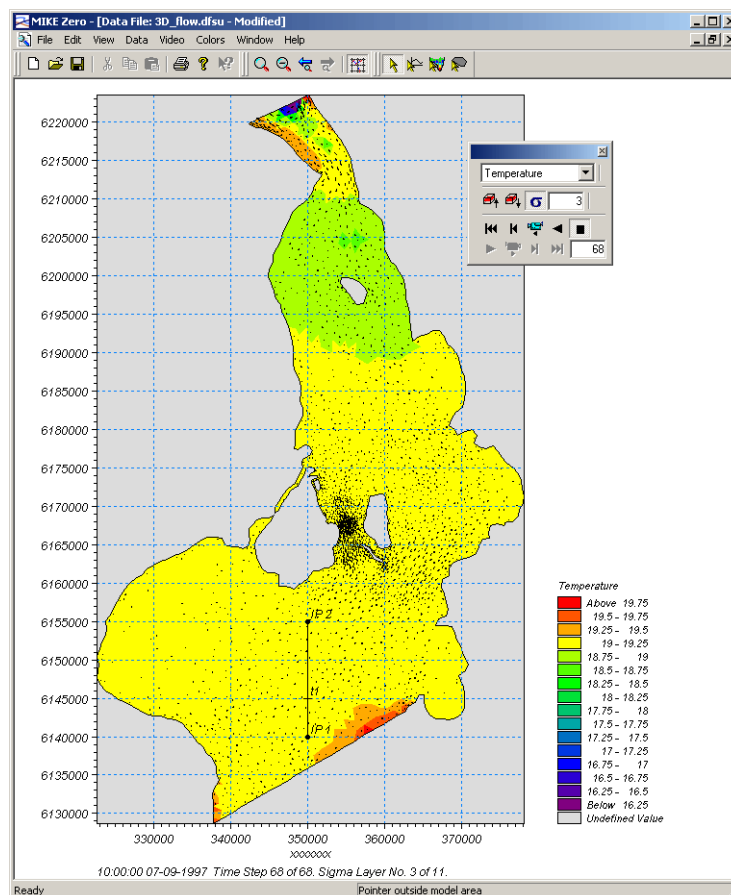 MIKE Zero - [Data File: 3D_flow.dfsu - Modified]
File Edit View Data Video Colors Window Help
Temperature
σ 3
68
6220000
6215000
6210000
6205000
6200000
6195000
6190000
6185000
6180000
6175000
6170000
6165000
6160000
6155000
6150000
6145000
6140000
6135000
6130000
IP2
t1
IP1
330000 340000 350000 360000 370000
xxxxxxx
Temperature
Above 19.75
19.5 - 19.75
19.25 - 19.5
19 - 19.25
18.75 - 19
18.5 - 18.75
18.25 - 18.5
18 - 18.25
17.75 - 18
17.5 - 17.75
17.25 - 17.5
17 - 17.25
16.75 - 17
16.5 - 16.75
16.25 - 16.5
Below 16.25
Undefined Value
10:00:00 07-09-1997 Time Step 68 of 68. Sigma Layer No. 3 of 11.
Ready Pointer outside model area